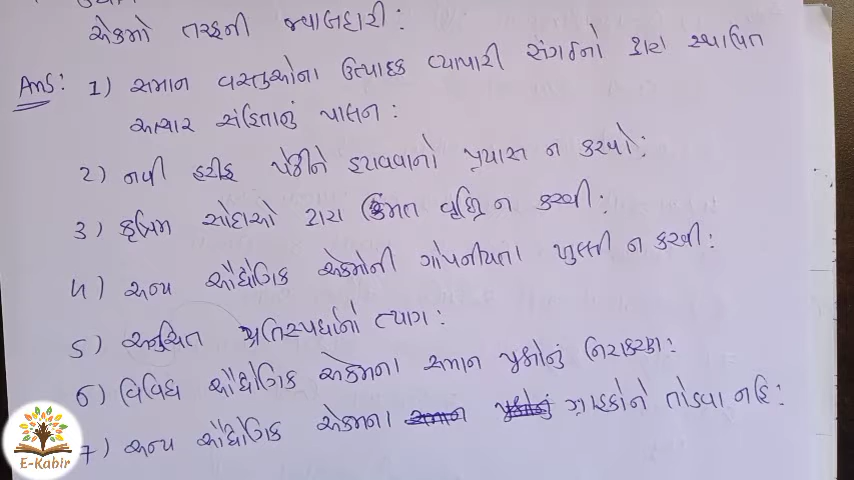 એકમો તરફની જવાબદારી:
Ans: 1) સમાન વસ્તુઓના ઉત્પાદક વ્યાપારી સંગઠનો દ્વારા સ્થાપિત
આચાર સંહિતાનું પાલન:
2) નવી હરીફ પેઢીને હરાવવાનો પ્રયાસ ન કરવો:
3) કૃત્રિમ સોદાઓ દ્વારા કિંમત વૃદ્ધિ ન કરવી:
4) અન્ય ઔદ્યોગિક એકમોની ગોપનીયતા ખુલ્લી ન કરવી:
5) અનુચિત પ્રતિસ્પર્ધાનો ત્યાગ:
6) વિવિધ ઔદ્યોગિક એકમના સમાન પ્રશ્નોનું નિરાકરણ:
7) અન્ય ઔદ્યોગિક એકમના ગ્રાહકોને તોડવા નહિ:
E-Kabir